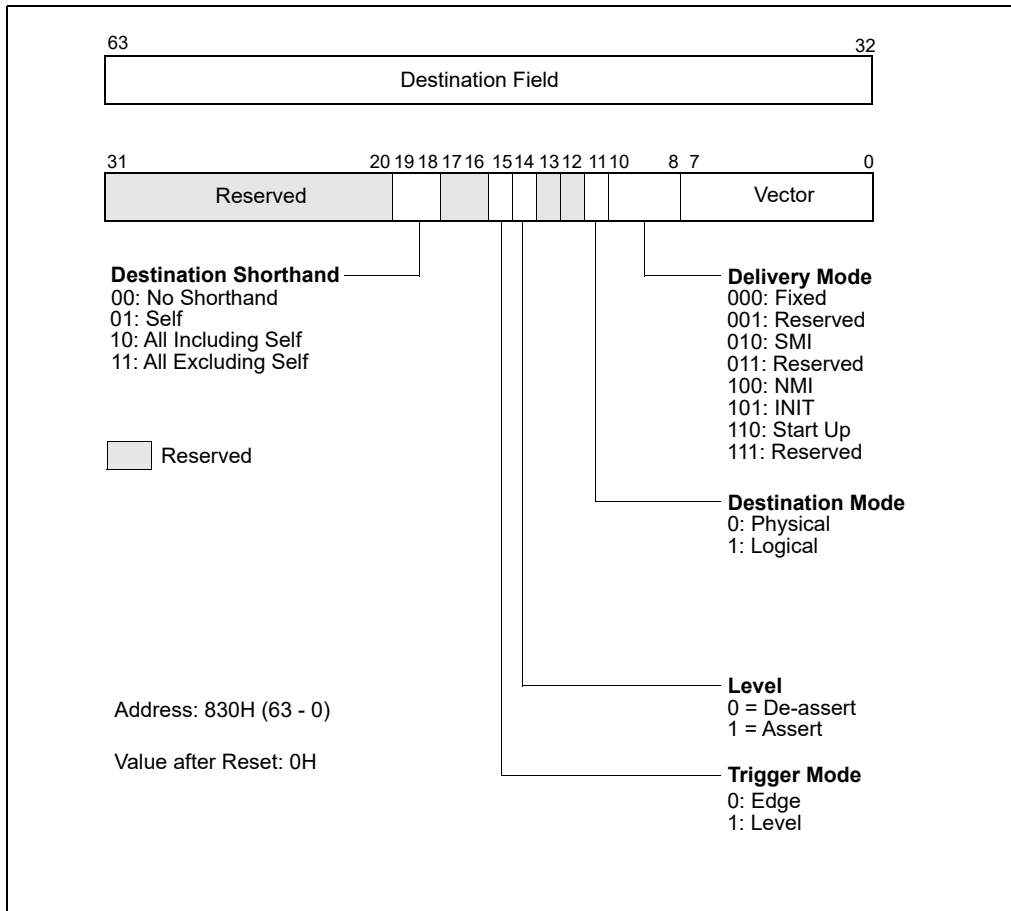 63 32
Destination Field
31 20 19 18 17 16 15 14 13 12 11 10 8 7 0
Reserved Vector
Destination Shorthand
00: No Shorthand
01: Self
10: All Including Self
11: All Excluding Self
Reserved
Delivery Mode
000: Fixed
001: Reserved
010: SMI
011: Reserved
100: NMI
101: INIT
110: Start Up
111: Reserved
Destination Mode
0: Physical
1: Logical
Level
0 = De-assert
1 = Assert
Address: 830H (63 - 0)
Value after Reset: 0H
Trigger Mode
0: Edge
1: Level